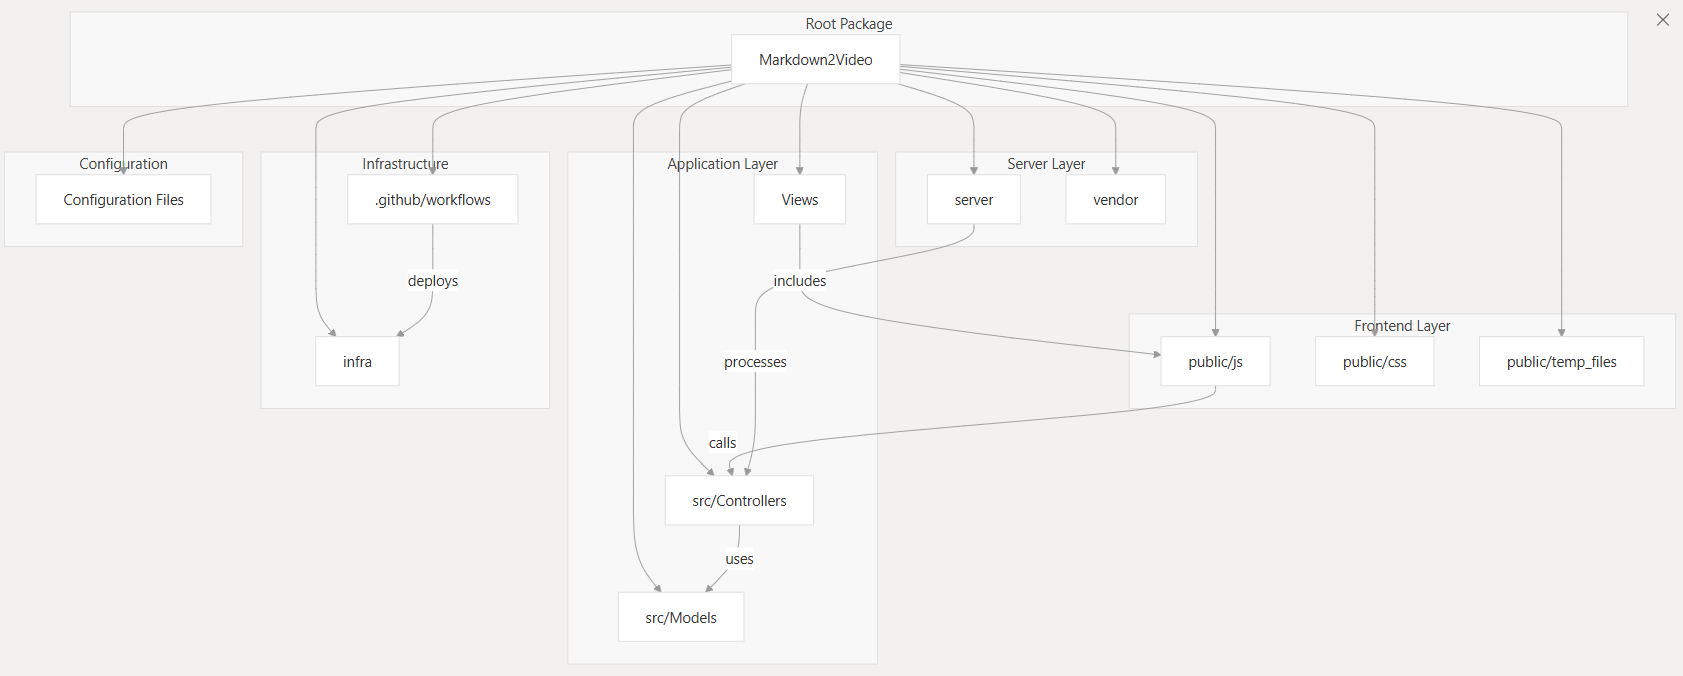 Root Package
Markdown2Video
Configuration
Infrastructure
Application Layer
Server Layer
Configuration Files
.github/workflows
Views
server
vendor
deploys
includes
Frontend Layer
infra
processes
public/js
public/css
public/temp_files
calls
src/Controllers
uses
src/Models